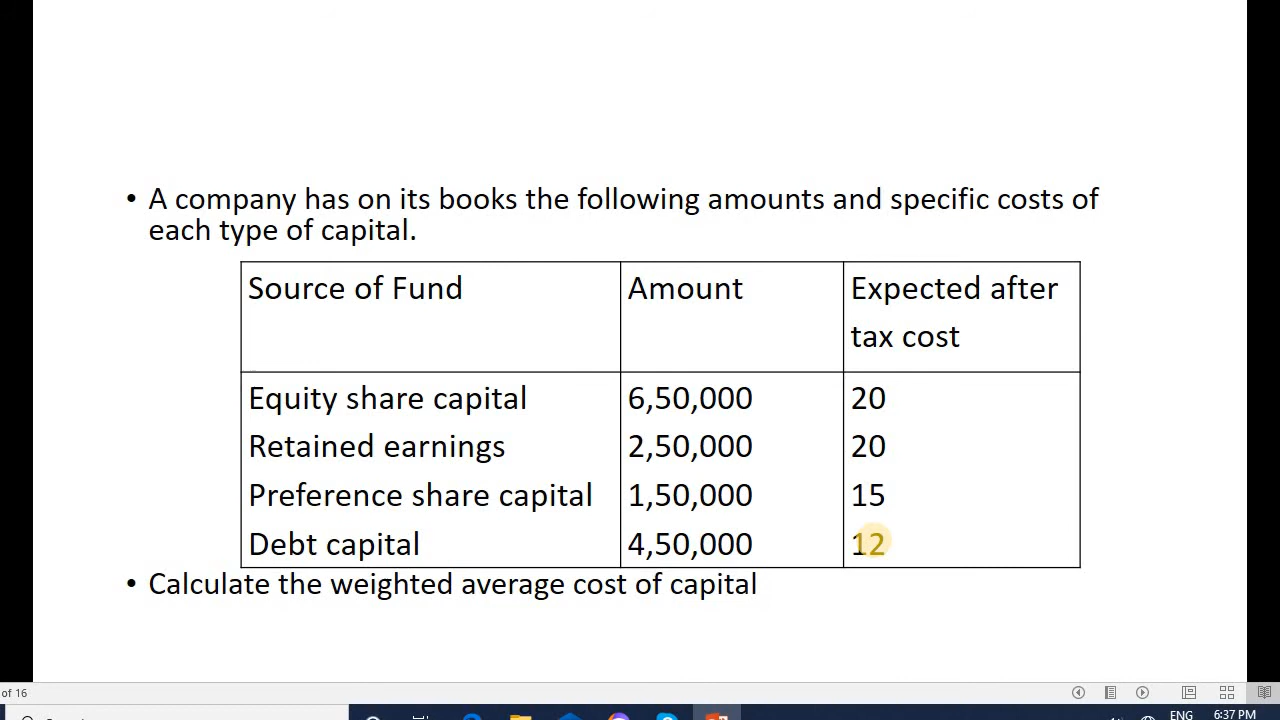 • A company has on its books the following amounts and specific costs of
each type of capital.
Source of Fund Amount Expected after
tax cost
Equity share capital 6,50,000 20
Retained earnings 2,50,000 20
Preference share capital 1,50,000 15
Debt capital 4,50,000 12
• Calculate the weighted average cost of capital
of 16
ENG 6:37 PM